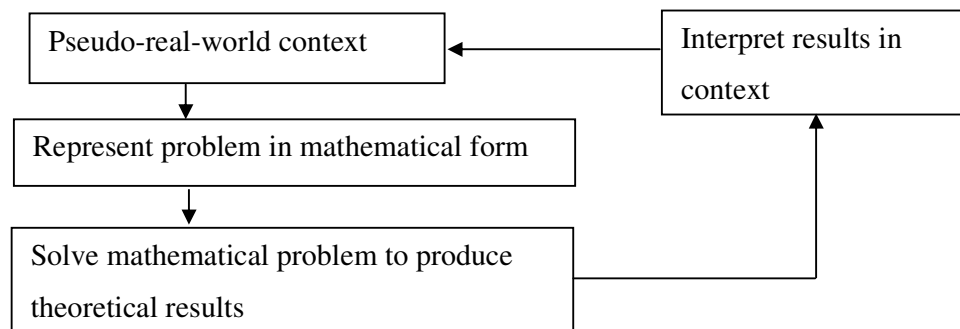 Pseudo-real-world context
Interpret results in
context
Represent problem in mathematical form
Solve mathematical problem to produce
theoretical results